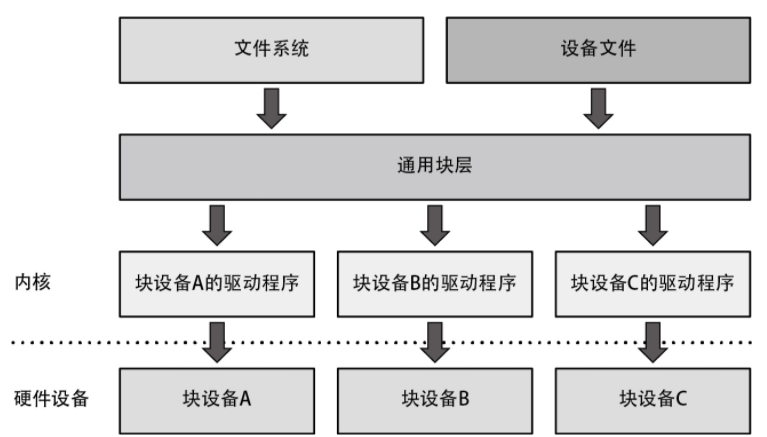 文件系统
设备文件
通用块层
内核
块设备A的驱动程序
块设备B的驱动程序
块设备C的驱动程序
硬件设备
块设备A
块设备B
块设备C